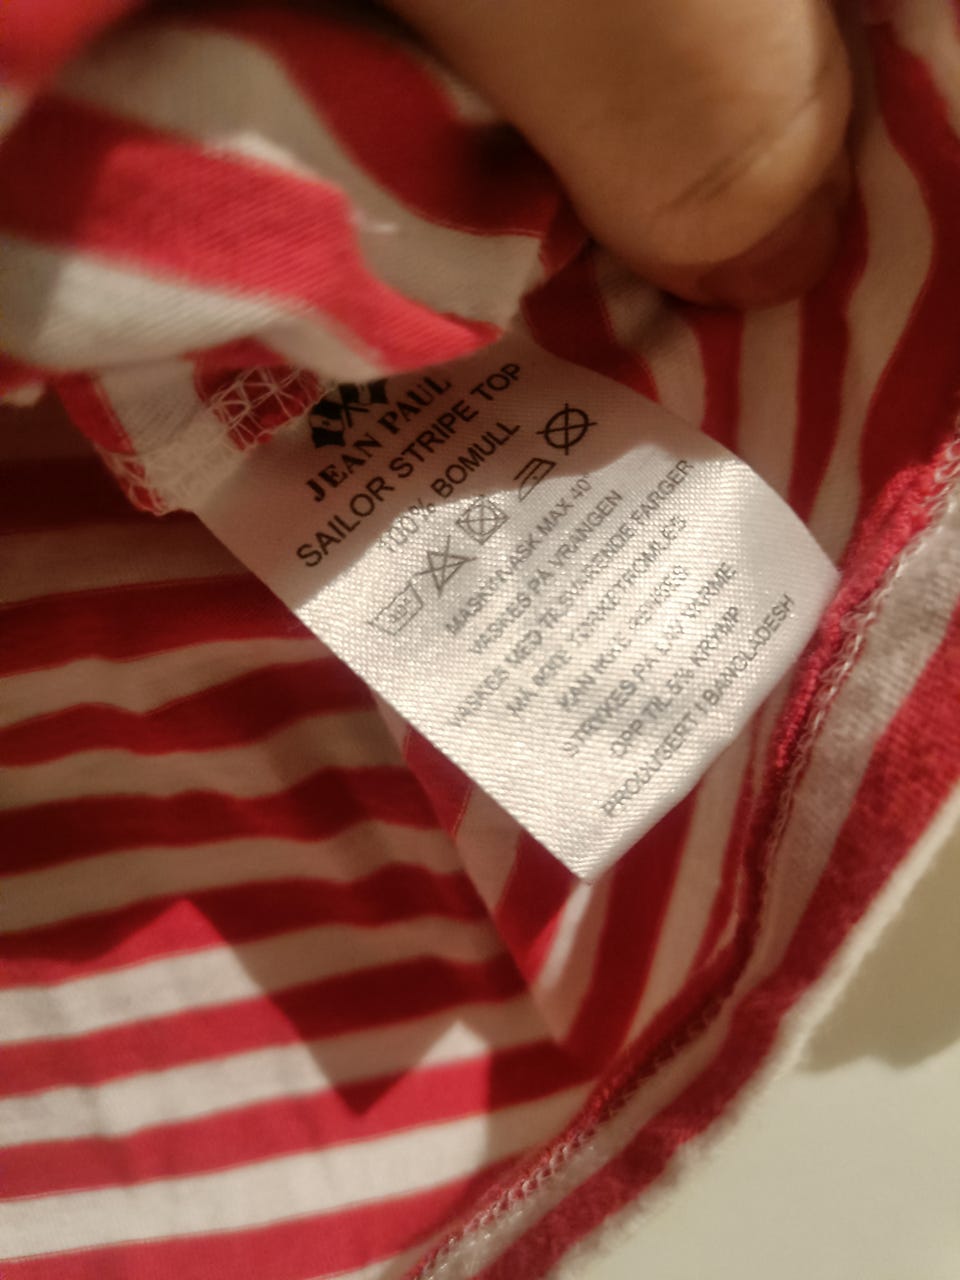 JEAN PAUL
SAILOR STRIPE TOP
100% BOMULL
MASKINVASK MAX 40°
VASKES PÅ VRANGEN
VASKES MED TILSVARENDE FARGER
MÅ IKKE TØRKETROMLES
KAN IKKE RENSES
STRYKES PÅ LAV VARME
OPP TIL 5% KRYMP
PRODUSERT I BANGLADESH